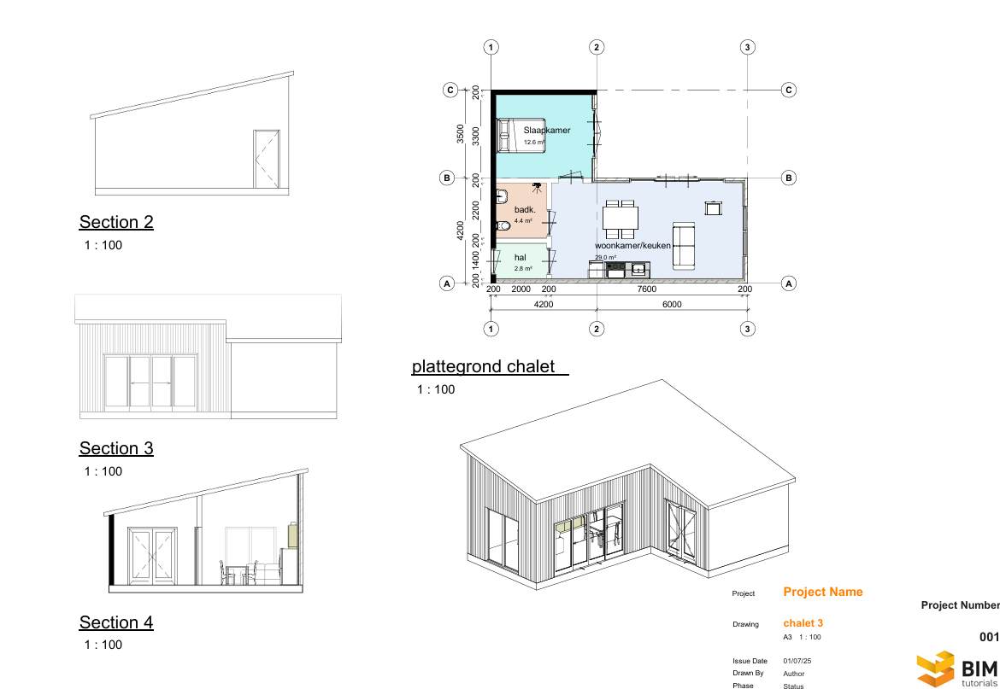 1
2
3
C
C
200
3500
3300
Slaapkamer
12.6 m²
B
B
200
2200
badk.
4.4 m²
4200
200
woonkamer/keuken
29.0 m²
hal
2.8 m²
1400
A
A
200
200
2000
200
7600
200
4200
6000
1
2
3
plattegrond chalet
1 : 100
Section 2
1 : 100
Section 3
1 : 100
Section 4
1 : 100
Project
Project Name
Project Number
Drawing
chalet 3
A3 1 : 100
001
Issue Date 01/07/25
Drawn By Author
Phase Status
BIM
tutorials